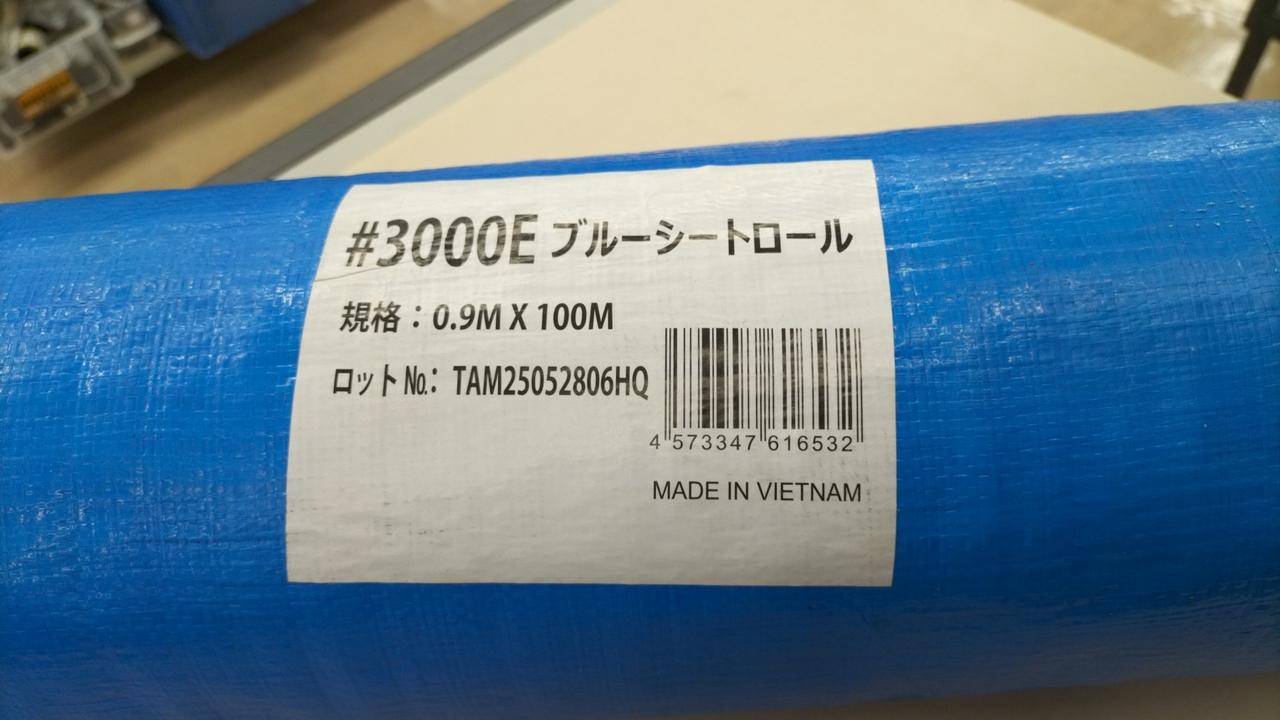 #3000E ブルーシートロール
規格：0.9M X 100M
ロット№: TAM25052806HQ
4 573347 616532
MADE IN VIETNAM